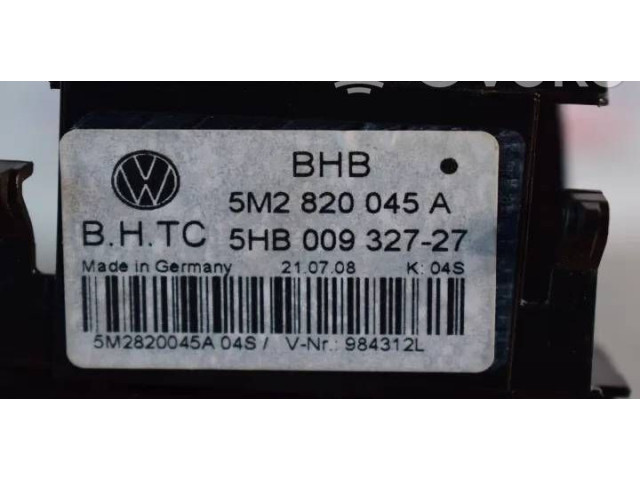 BHB
5M2 820 045 A
B.H.TC 5HB 009 327-27
Made in Germany 21.07.08 K: 04S
5M2820045A 04S / V-Nr.: 984312L